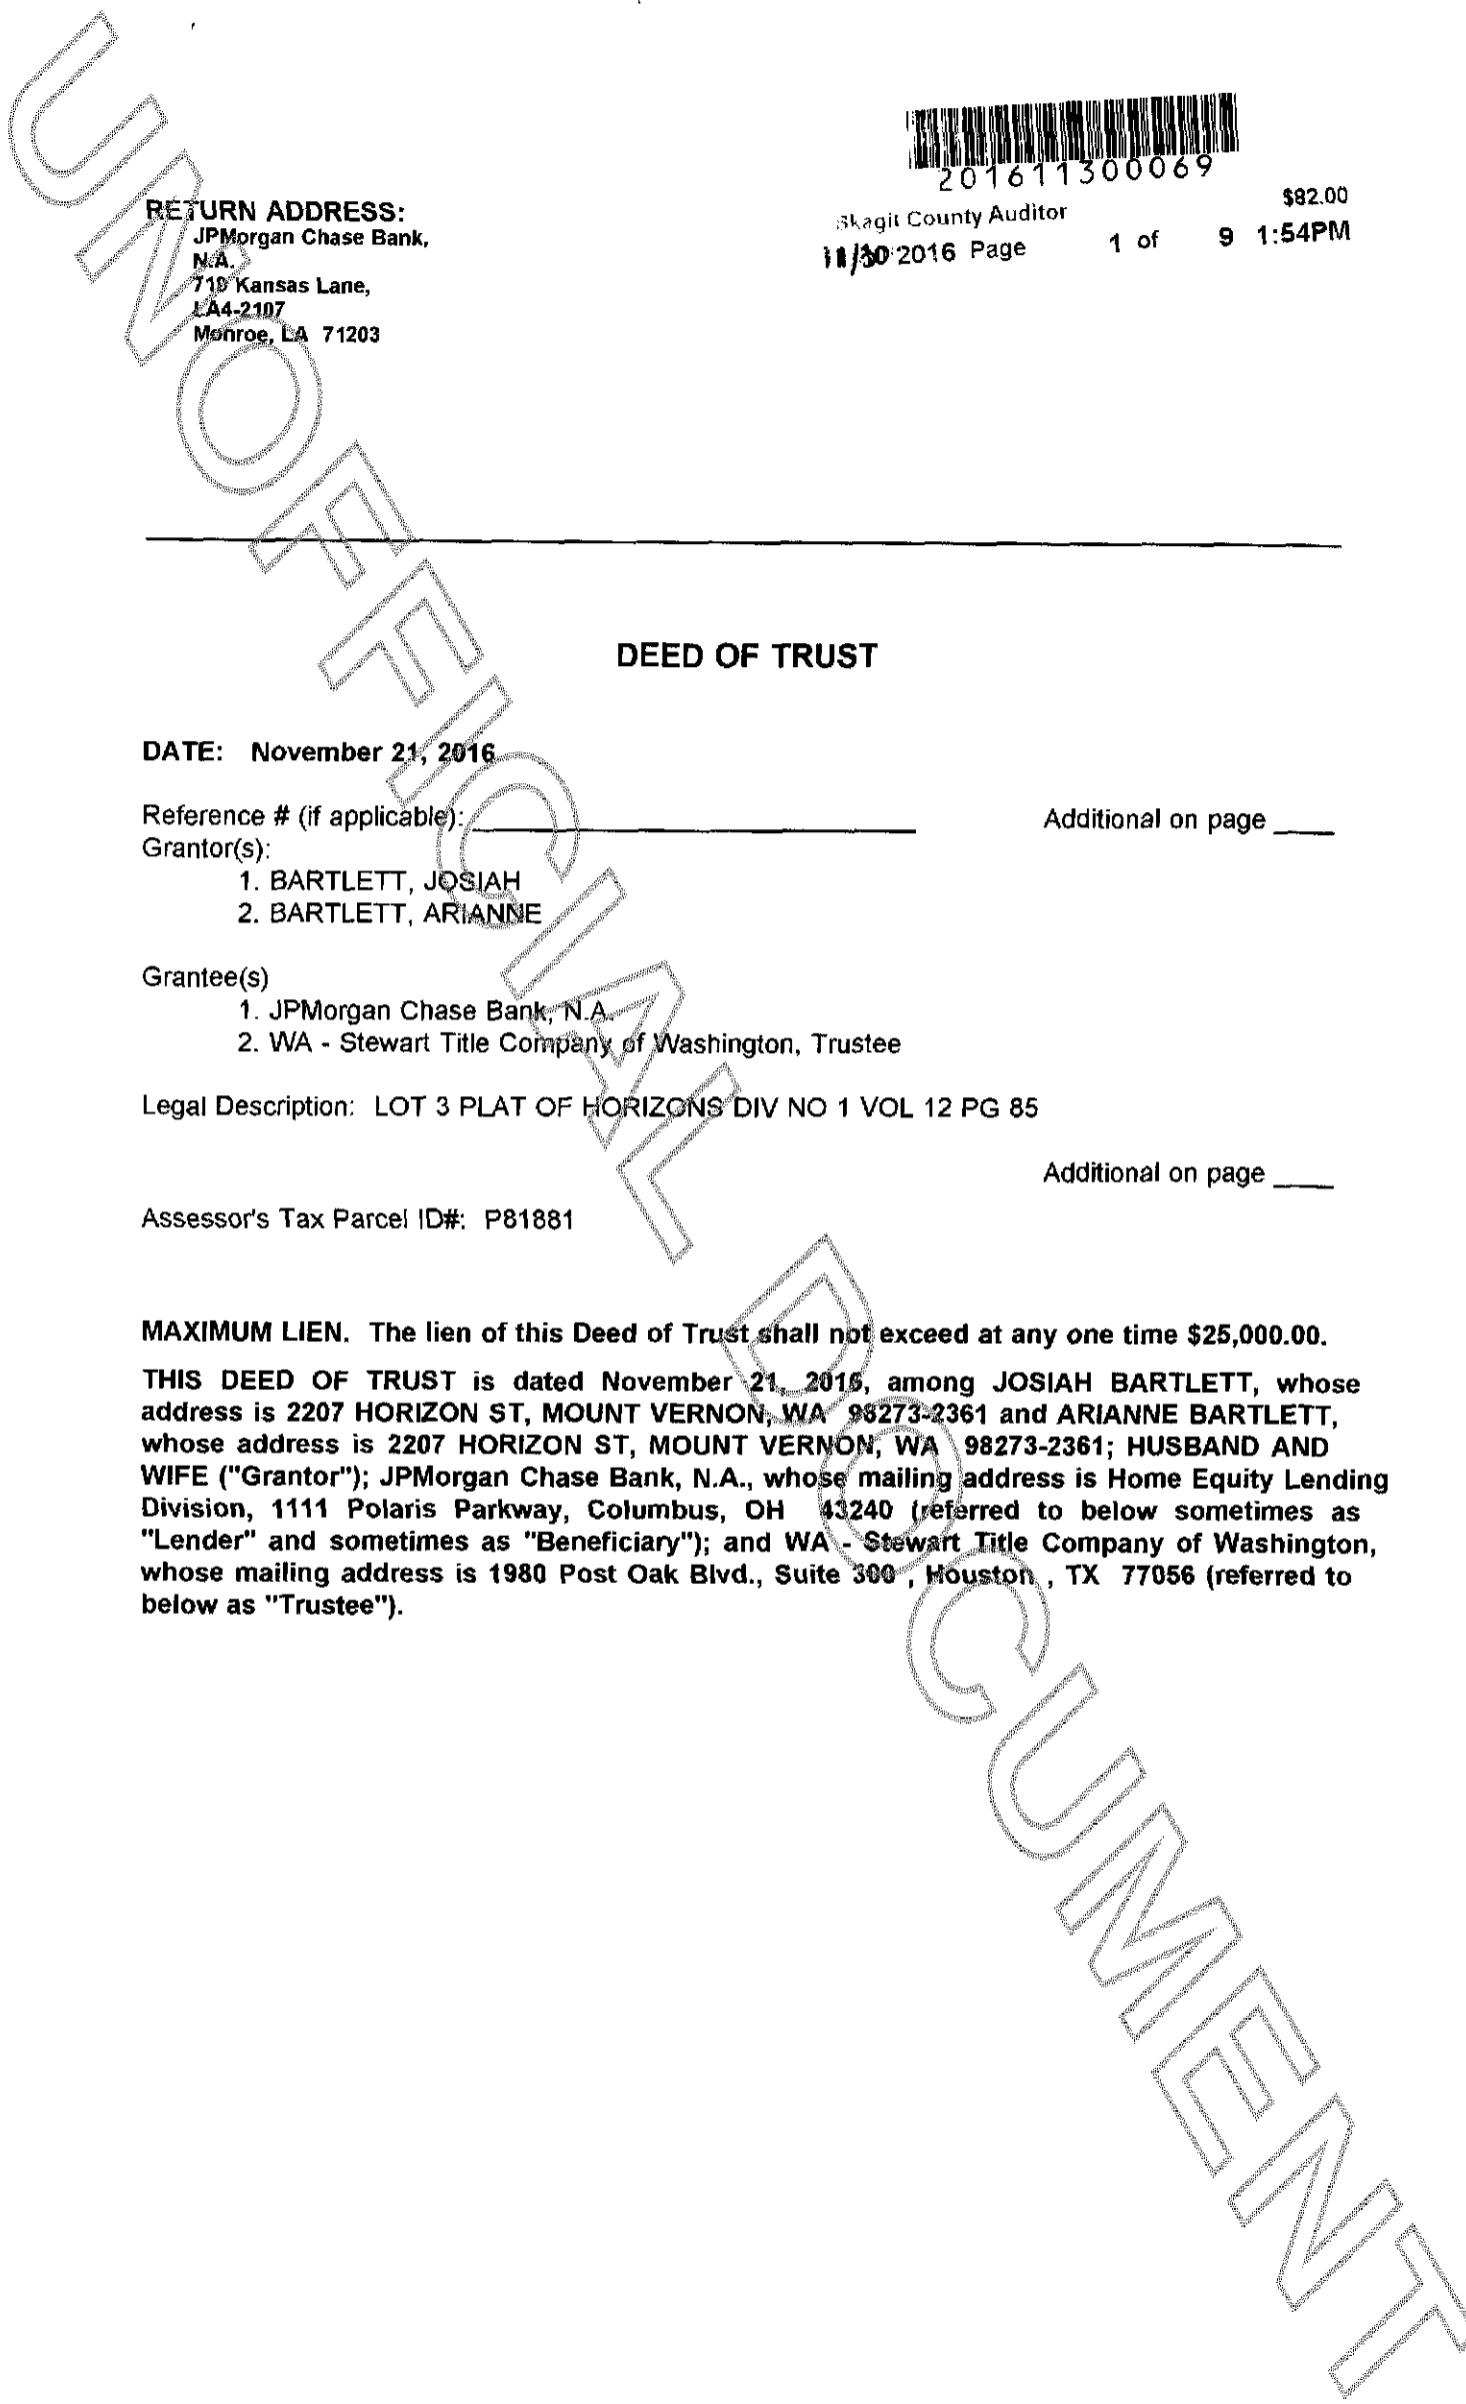 201611300069
Skagit County Auditor $82.00
11/30/2016 Page 1 of 9 1:54PM
RETURN ADDRESS:
JPMorgan Chase Bank,
N.A.
Kansas Lane,
LA4-2107
Monroe, LA 71203
DEED OF TRUST
DATE: November 21, 2016
Reference # (if applicable): Additional on page
Grantor(s):
1. BARTLETT, JOSIAH
2. BARTLETT, ARIANNE
Grantee(s)
1. JPMorgan Chase Bank, N.A.
2. WA - Stewart Title Company of Washington, Trustee
Legal Description: LOT 3 PLAT OF HORIZONS DIV NO 1 VOL 12 PG 85
Additional on page
Assessor's Tax Parcel ID#: P81881
MAXIMUM LIEN. The lien of this Deed of Trust shall not exceed at any one time $25,000.00.
THIS DEED OF TRUST is dated November 21, 2016, among JOSIAH BARTLETT, whose
address is 2207 HORIZON ST, MOUNT VERNON, WA 98273-2361 and ARIANNE BARTLETT,
whose address is 2207 HORIZON ST, MOUNT VERNON, WA 98273-2361; HUSBAND AND
WIFE ("Grantor"); JPMorgan Chase Bank, N.A., whose mailing address is Home Equity Lending
Division, 1111 Polaris Parkway, Columbus, OH 43240 (referred to below sometimes as
"Lender" and sometimes as "Beneficiary"); and WA - Stewart Title Company of Washington,
whose mailing address is 1980 Post Oak Blvd., Suite 300 , Houston , TX 77056 (referred to
below as "Trustee").
UNOFFICIAL DOCUMENT